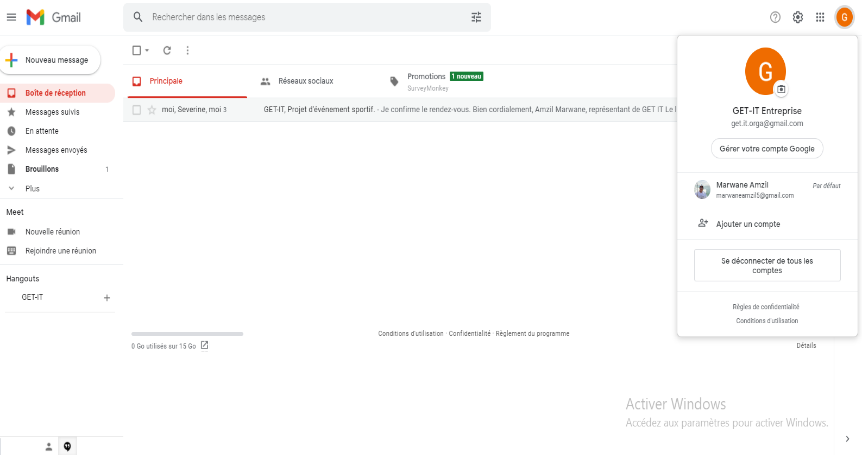 Gmail
Rechercher dans les messages
G
Nouveau message
Boîte de réception
Messages suivis
En attente
Messages envoyés
Brouillons 1
Plus
Meet
Nouvelle réunion
Rejoindre une réunion
Hangouts
GET-IT
Principale
Réseaux sociaux
Promotions 1 nouveau
SurveyMonkey
moi, Severine, moi 3
GET-IT, Projet d'événement sportif. - Je confirme le rendez-vous. Bien cordialement, Amzil Marwane, représentant de GET IT Le l
0 Go utilisés sur 15 Go
Conditions d'utilisation · Confidentialité · Règlement du programme
Détails
G
GET-IT Entreprise
get.it.orga@gmail.com
Gérer votre compte Google
Marwane Amzil
Par défaut
marwaneamzil5@gmail.com
Ajouter un compte
Se déconnecter de tous les
comptes
Règles de confidentialité
Conditions d'utilisation
Activer Windows
Accédez aux paramètres pour activer Windows.